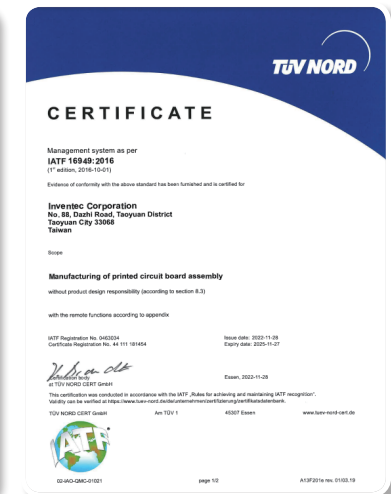 TÜV NORD
CERTIFICATE
Management system as per
IATF 16949:2016
(1st edition, 2016-10-01)
Evidence of conformity with the above standard has been furnished and is certified for
Inventec Corporation
No, 88, Dazhi Road, Taoyuan District
Taoyuan City 33068
Taiwan
Scope
Manufacturing of printed circuit board assembly
without product design responsibility (according to section 8.3)
with the remote functions according to appendix
IATF Registration No. 0463034 Issue date: 2022-11-28
Certificate Registration No. 44 111 181454 Expiry date: 2025-11-27
Certification body Essen, 2022-11-28
at TÜV NORD CERT GmbH
This certification was conducted in accordance with the IATF „Rules for achieving and maintaining IATF recognition".
Validity can be verified at https://www.tuev-nord.de/de/unternehmen/zertifizierung/zertifikatsdatenbank.
TÜV NORD CERT GmbH Am TÜV 1 45307 Essen www.tuev-nord-cert.de
IATF
02-IAO-QMC-01021 page 1/2 A13F201e rev. 01/03.19